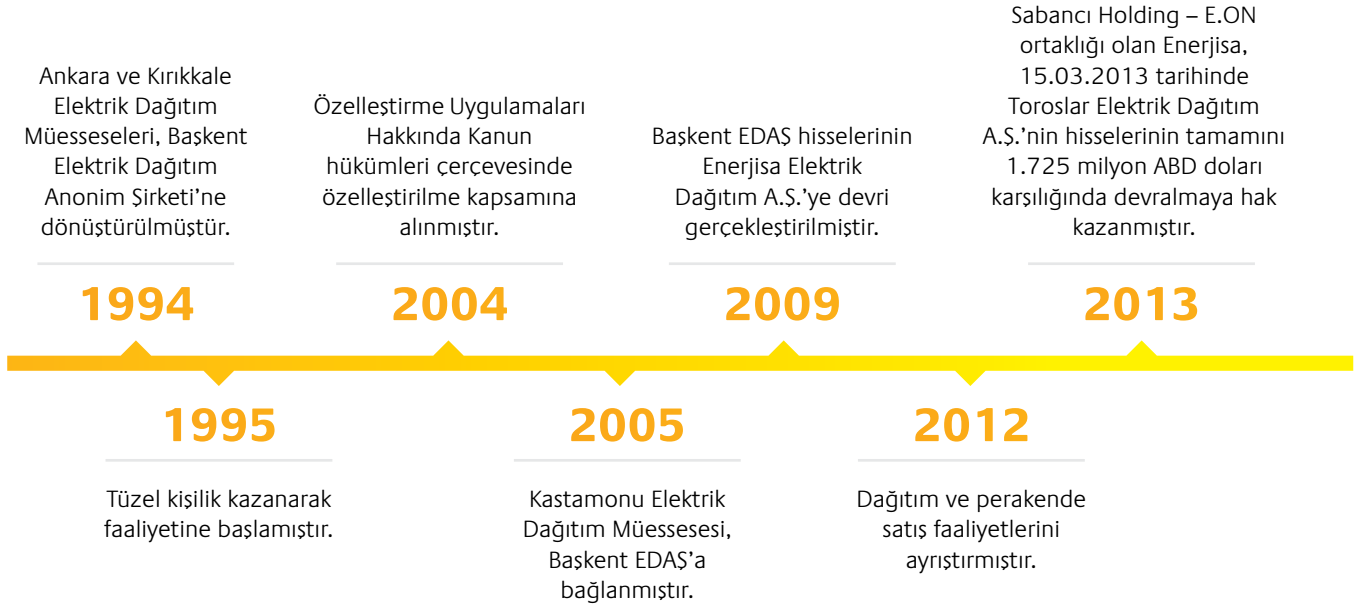 Ankara ve Kırıkkale
Elektrik Dağıtım
Müesseseleri, Başkent
Elektrik Dağıtım
Anonim Şirketi’ne
dönüştürülmüştür.
1994
Tüzel kişilik kazanarak
faaliyetine başlamıştır.
1995
Özelleştirme Uygulamaları
Hakkında Kanun
hükümleri çerçevesinde
özelleştirilme kapsamına
alınmıştır.
2004
2005
Kastamonu Elektrik
Dağıtım Müessesesi,
Başkent EDAŞ’a
bağlanmıştır.
Başkent EDAŞ hisselerinin
Enerjisa Elektrik
Dağıtım A.Ş.’ye devri
gerçekleştirilmiştir.
2009
2012
Dağıtım ve perakende
satış faaliyetlerini
ayrıştırmıştır.
Sabancı Holding – E.ON
ortaklığı olan Enerjisa,
15.03.2013 tarihinde
Toroslar Elektrik Dağıtım
A.Ş.’nin hisselerinin tamamını
1.725 milyon ABD doları
karşılığında devralmaya hak
kazanmıştır.
2013